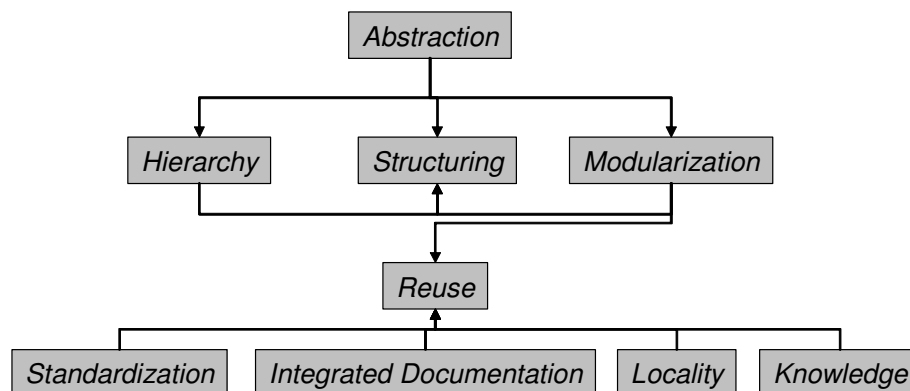 Abstraction
Hierarchy
Structuring
Modularization
Reuse
Standardization
Integrated Documentation
Locality
Knowledge